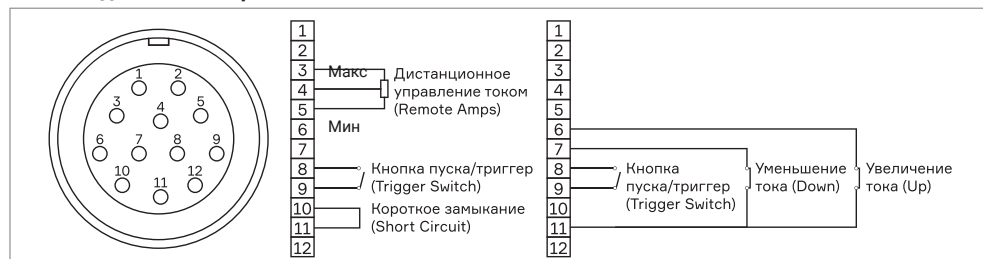 1 2
3 4 5
6 7 8 9
10 11 12
1
2
3
4
5
6
7
8
9
10
11
12
Макс
Мин
Дистанционное
управление током
(Remote Amps)
Кнопка пуска/триггер
(Trigger Switch)
Короткое замыкание
(Short Circuit)
1
2
3
4
5
6
7
8
9
10
11
12
Кнопка
пуска/триггер
(Trigger Switch)
Уменьшение
тока (Down)
Увеличение
тока (Up)